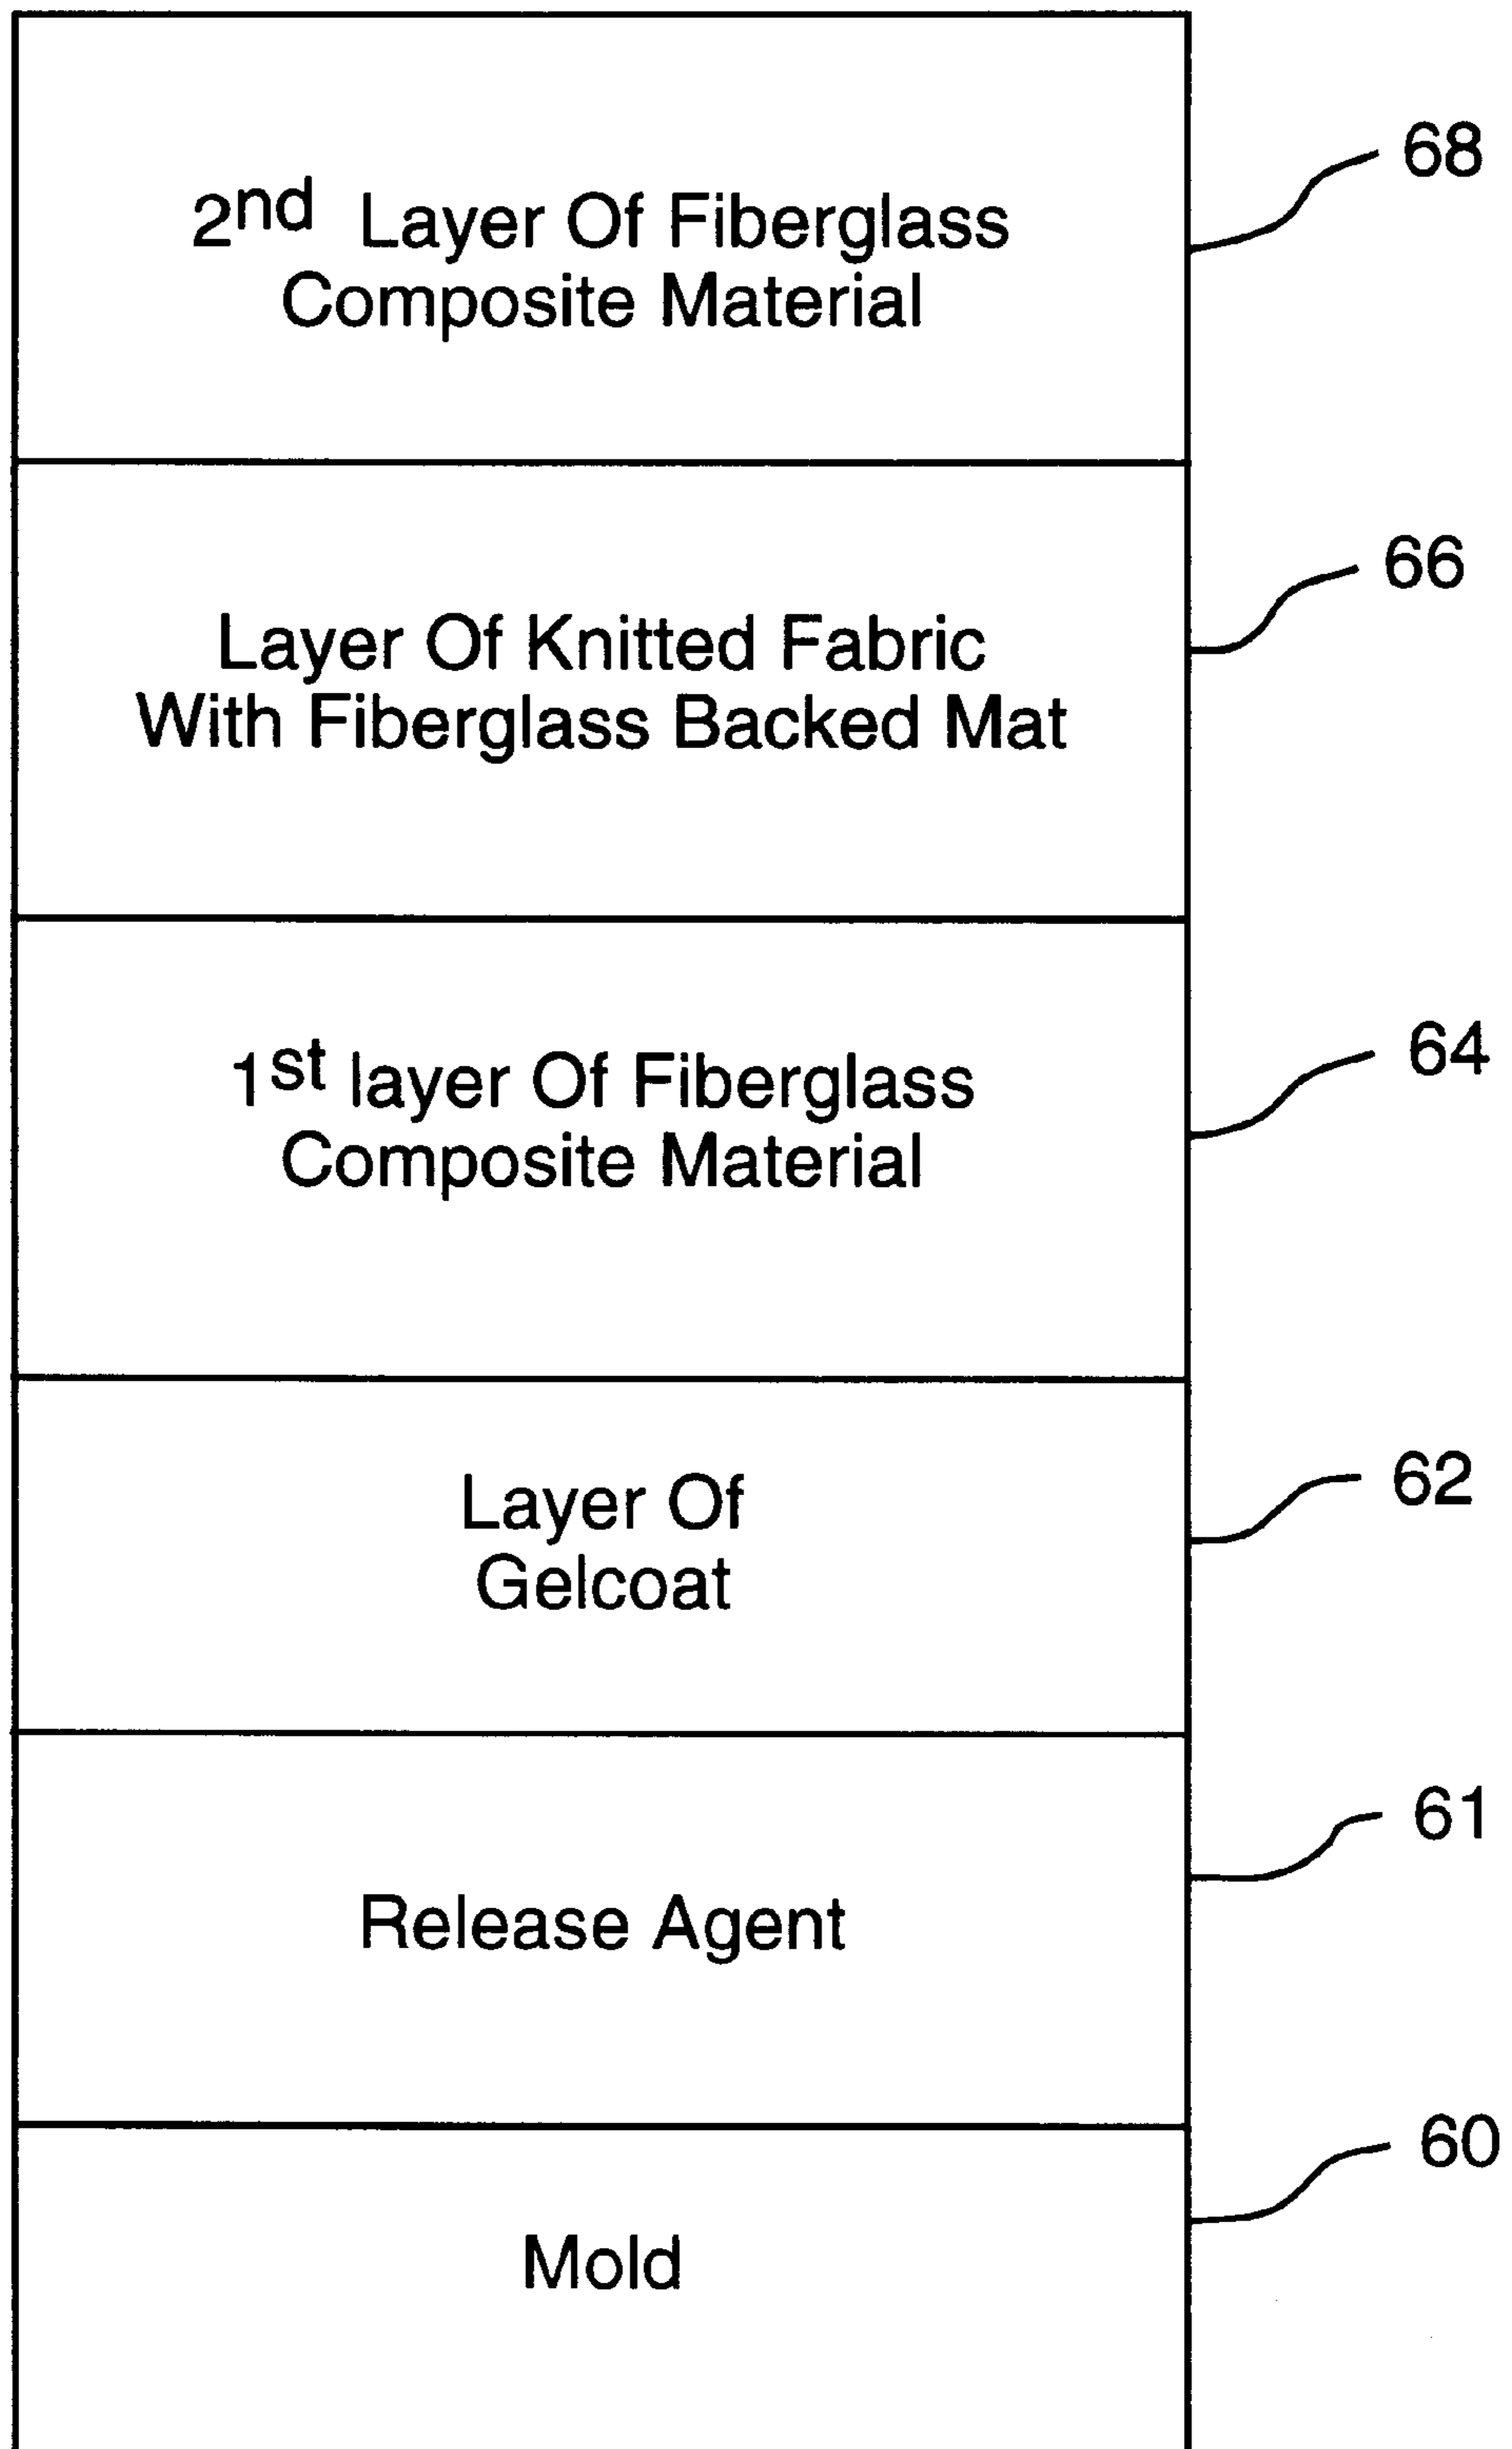 68
2nd Layer Of Fiberglass
Composite Material
66
Layer Of Knitted Fabric
With Fiberglass Backed Mat
64
1st layer Of Fiberglass
Composite Material
62
Layer Of
Gelcoat
61
Release Agent
60
Mold